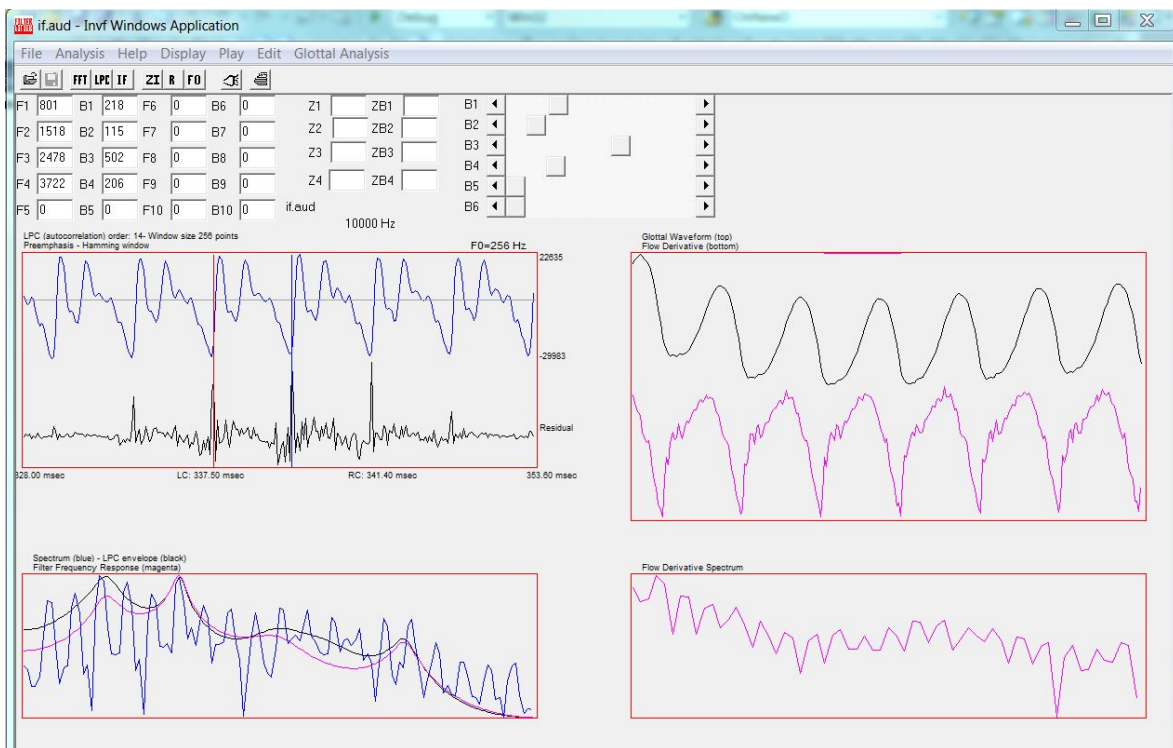 if.aud - Invf Windows Application
File Analysis Help Display Play Edit Glottal Analysis
FFT LPC IF ZI R F0
F1 801 B1 218 F6 0 B6 0 Z1 ZB1 B1
F2 1518 B2 115 F7 0 B7 0 Z2 ZB2 B2
F3 2478 B3 502 F8 0 B8 0 Z3 ZB3 B3
F4 3722 B4 206 F9 0 B9 0 Z4 ZB4 B4
F5 0 B5 0 F10 0 B10 0 if.aud B5
B6
10000 Hz
LPC (autocorrelation) order: 14- Window size 256 points
Preemphasis - Hamming window F0=256 Hz
22635
-29983
Residual
328.00 msec LC: 337.50 msec RC: 341.40 msec 353.60 msec
Glottal Waveform (top)
Flow Derivative (bottom)
Spectrum (blue) - LPC envelope (black)
Filter Frequency Response (magenta)
Flow Derivative Spectrum